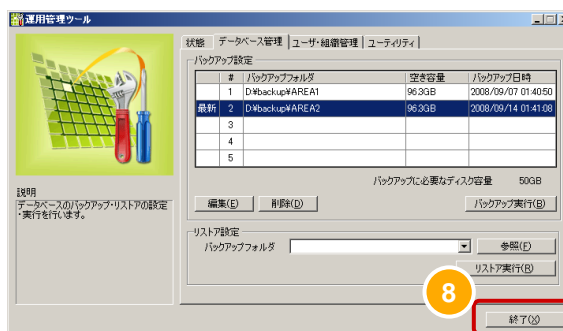 運用管理ツール
状態 データベース管理 ユーザ・組織管理 ユーティリティ
バックアップ設定
# バックアップフォルダ 空き容量 バックアップ日時
1 D¥backup¥AREA1 96.3GB 2008/09/07 01:40:50
最新 2 D¥backup¥AREA2 96.3GB 2008/09/14 01:41:08
3
4
5
バックアップに必要なディスク容量 50GB
編集(E) 削除(D) バックアップ実行(B)
説明
データベースのバックアップ・リストアの設定
・実行を行います。
リストア設定
バックアップフォルダ 参照(F)
リストア実行(R)
8
終了(X)